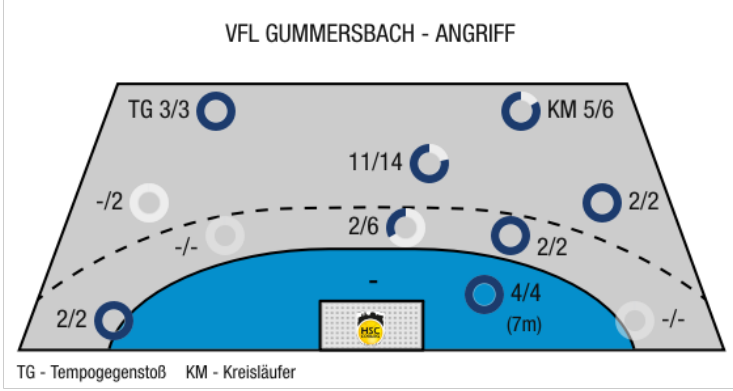 VFL GUMMERSBACH - ANGRIFF
TG 3/3
KM 5/6
11/14
-/2
2/2
-/-
2/6
2/2
-
4/4
(7m)
2/2
HSC
-/-
TG - Tempogegenstoß KM - Kreisläufer